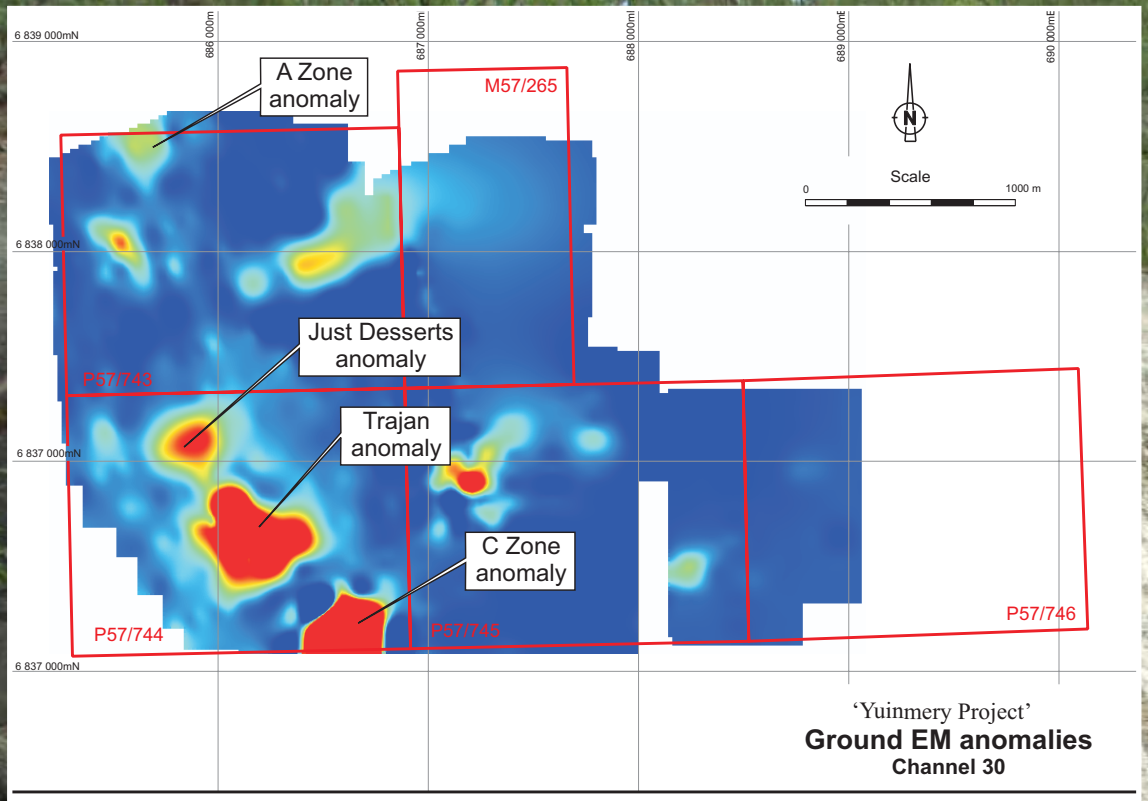 686 000m
687 000m
688 000ml
689 000mE
690 000mE
6 839 000mN
A Zone
anomaly
M57/265
N
Scale
0
1000 m
6 838 000mN
Just Desserts
anomaly
P57/743
Trajan
anomaly
6 837 000mN
C Zone
anomaly
P57/744
P57/745
P57/746
6 837 000mN
‘Yuinmery Project’
Ground EM anomalies
Channel 30